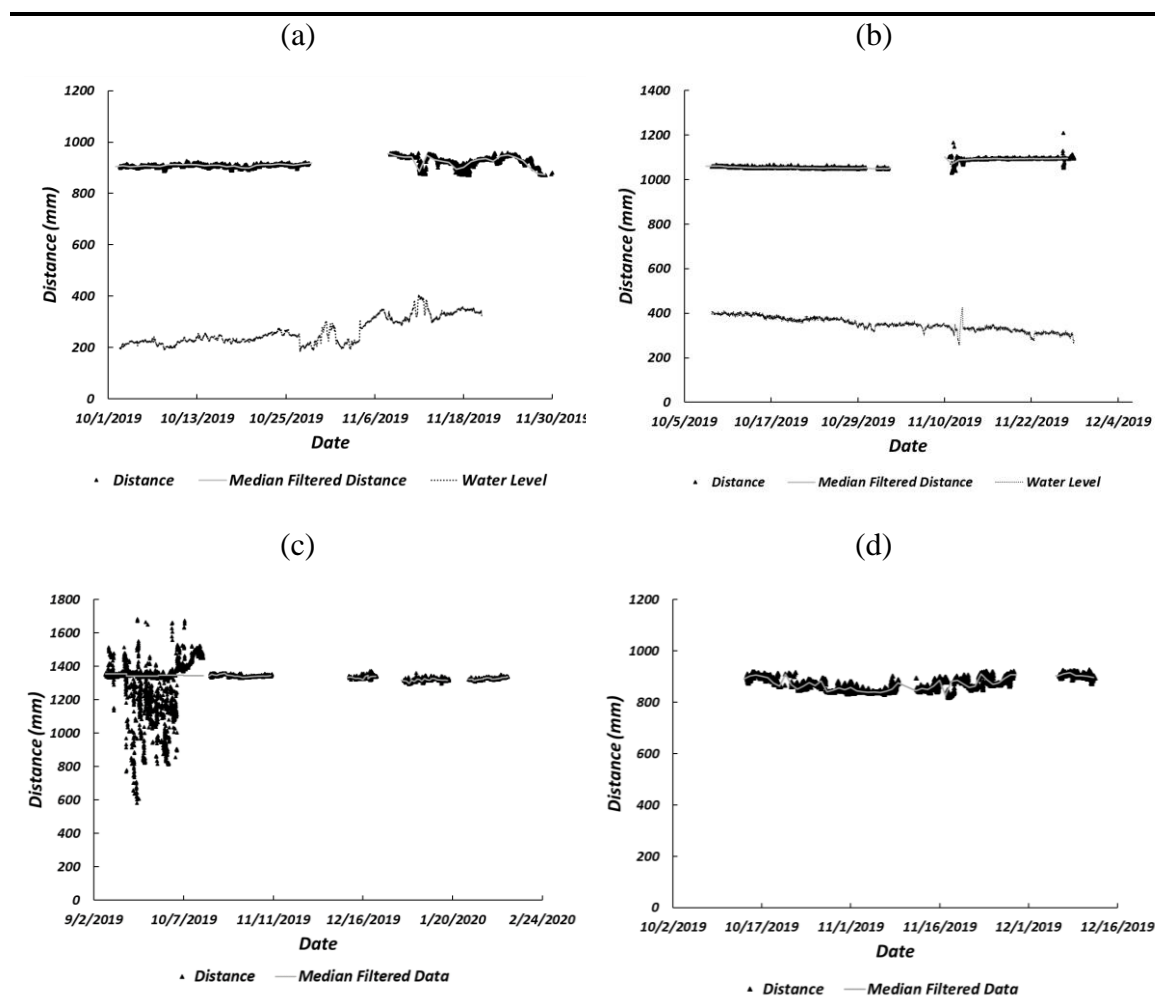 (a)
(b)
1200
1000
800
600
400
200
0
Distance (mm)
10/1/2019 10/13/2019 10/25/2019 11/6/2019 11/18/2019 11/30/2019
Date
Distance Median Filtered Distance Water Level
1400
1200
1000
800
600
400
200
0
Distance (mm)
10/5/2019 10/17/2019 10/29/2019 11/10/2019 11/22/2019 12/4/2019
Date
Distance Median Filtered Distance Water Level
(c)
(d)
1800
1600
1400
1200
1000
800
600
400
200
0
Distance (mm)
9/2/2019 10/7/2019 11/11/2019 12/16/2019 1/20/2020 2/24/2020
Date
Distance Median Filtered Data
1200
1000
800
600
400
200
0
Distance (mm)
10/2/2019 10/17/2019 11/1/2019 11/16/2019 12/1/2019 12/16/2019
Date
Distance Median Filtered Data